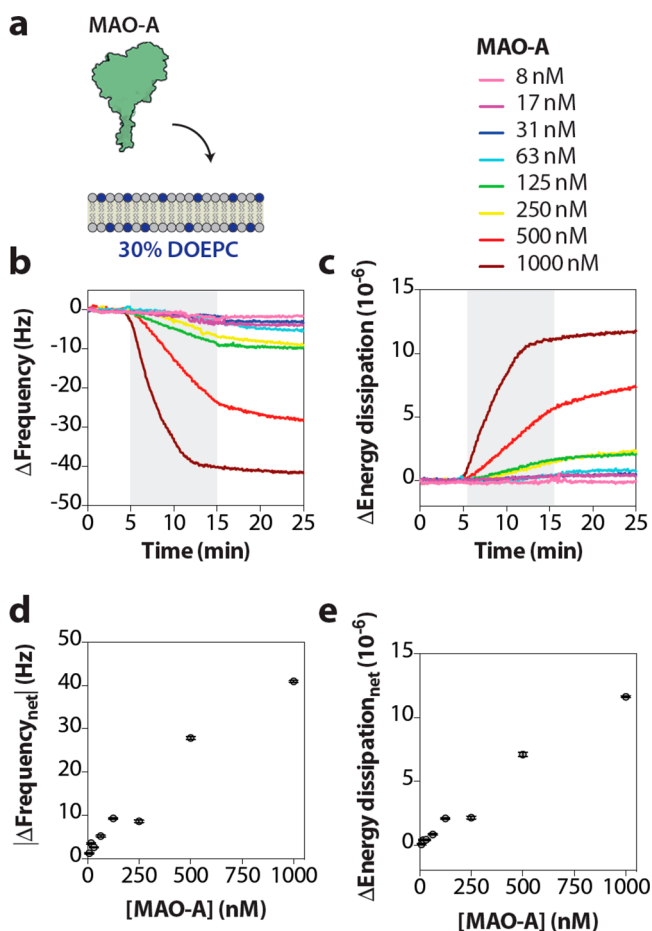 a
MAO-A
30% DOEPC
MAO-A
8 nM
17 nM
31 nM
63 nM
125 nM
250 nM
500 nM
1000 nM
b
ΔFrequency (Hz)
0
-10
-20
-30
-40
-50
0 5 10 15 20 25
Time (min)
c
ΔEnergy dissipation (10⁻⁶)
15
10
5
0
0 5 10 15 20 25
Time (min)
d
|ΔFrequencyₙₑₜ| (Hz)
50
40
30
20
10
0
0 250 500 750 1000
[MAO-A] (nM)
e
ΔEnergy dissipationₙₑₜ (10⁻⁶)
15
10
5
0
0 250 500 750 1000
[MAO-A] (nM)